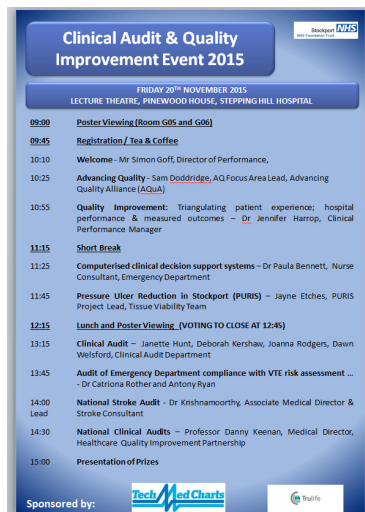 Clinical Audit & Quality
Improvement Event 2015
Stockport NHS
NHS Foundation Trust
FRIDAY 20TH NOVEMBER 2015
LECTURE THEATRE, PINEWOOD HOUSE, STEPPING HILL HOSPITAL
09:00 Poster Viewing (Room G05 and G06)
09:45 Registration / Tea & Coffee
10:10 Welcome - Mr Simon Goff, Director of Performance,
10:25 Advancing Quality - Sam Doddridge, AQ Focus Area Lead, Advancing
Quality Alliance (AQuA)
10:55 Quality Improvement: Triangulating patient experience; hospital
performance & measured outcomes – Dr Jennifer Harrop, Clinical
Performance Manager
11:15 Short Break
11:25 Computerised clinical decision support systems – Dr Paula Bennett, Nurse
Consultant, Emergency Department
11:45 Pressure Ulcer Reduction in Stockport (PURIS) – Jayne Etches, PURIS
Project Lead, Tissue Viability Team
12:15 Lunch and Poster Viewing (VOTING TO CLOSE AT 12:45)
13:15 Clinical Audit – Janette Hunt, Deborah Kershaw, Joanna Rodgers, Dawn
Welsford, Clinical Audit Department
13:45 Audit of Emergency Department compliance with VTE risk assessment ...
- Dr Catriona Rother and Antony Ryan
14:00 National Stroke Audit - Dr Krishnamoorthy, Associate Medical Director &
Lead Stroke Consultant
14:30 National Clinical Audits – Professor Danny Keenan, Medical Director,
Healthcare Quality Improvement Partnership
15:00 Presentation of Prizes
Sponsored by:
Tech Med Charts
Trulife